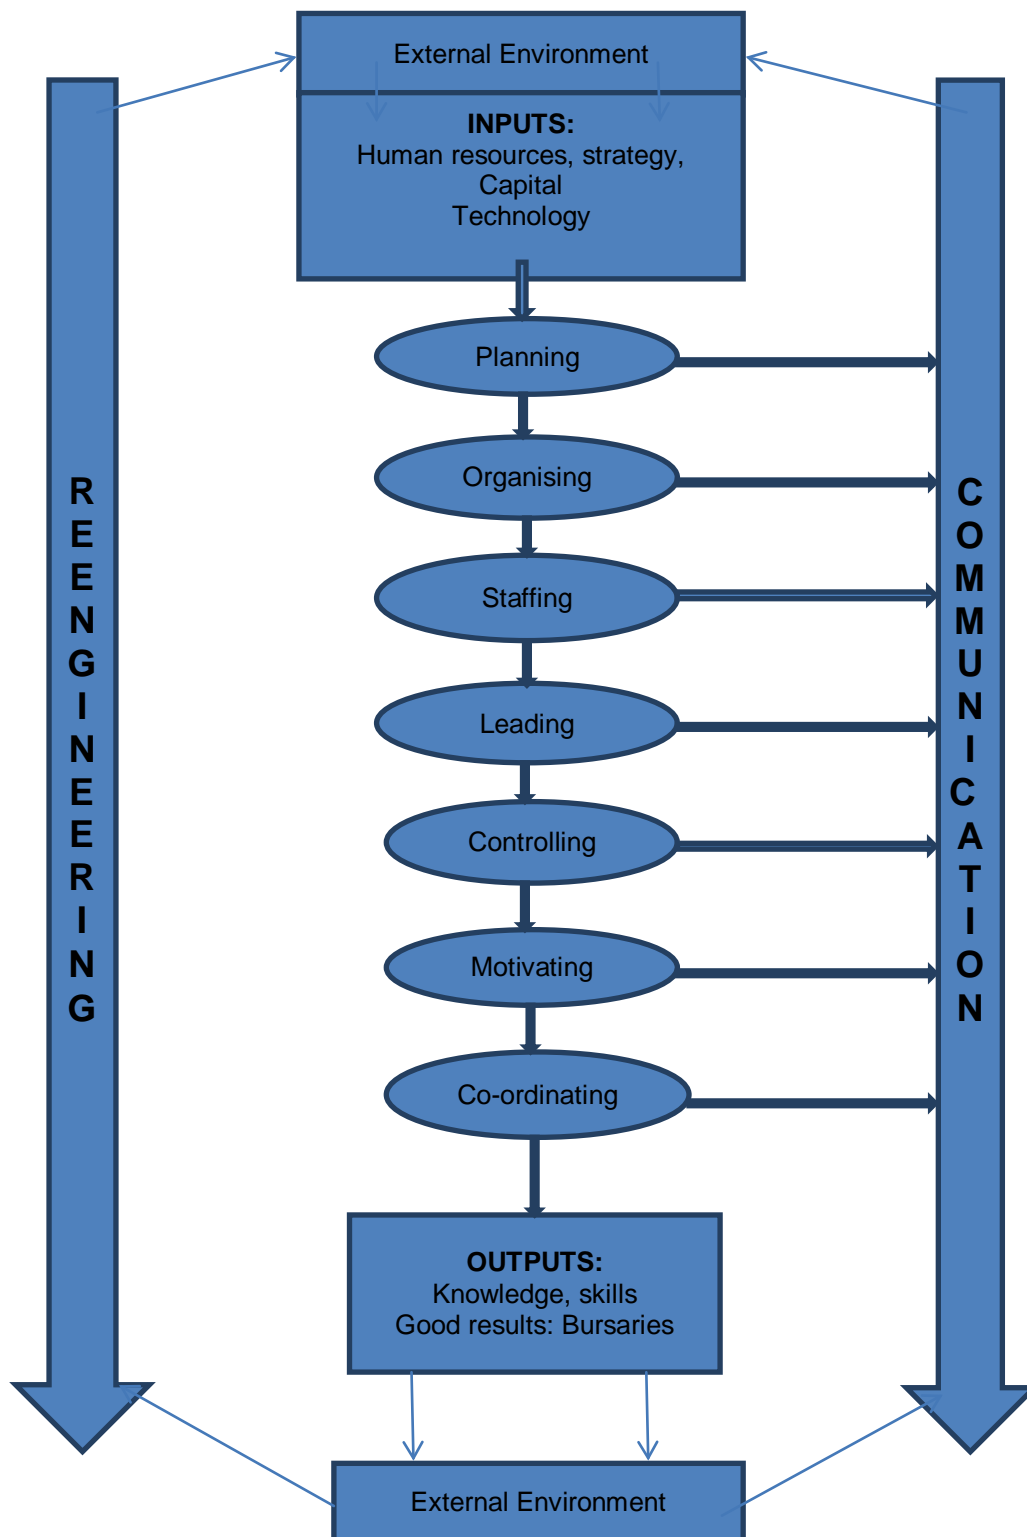 External Environment
INPUTS:
Human resources, strategy,
Capital
Technology
Planning
Organising
Staffing
Leading
Controlling
Motivating
Co-ordinating
OUTPUTS:
Knowledge, skills
Good results: Bursaries
External Environment
REENGINEERING
COMMUNICATION